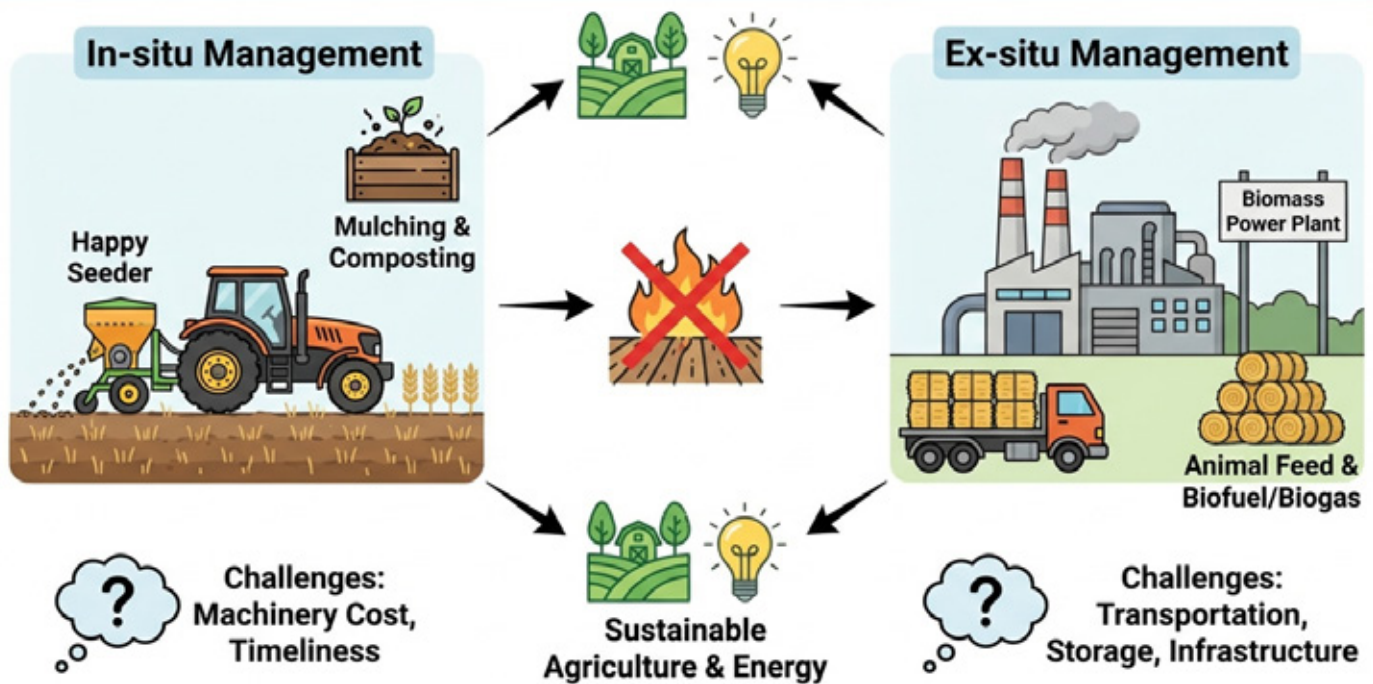 In-situ Management
Mulching &
Composting
Happy
Seeder
Challenges:
Machinery Cost,
Timeliness
?
Sustainable
Agriculture & Energy
Ex-situ Management
Biomass
Power Plant
Animal Feed &
Biofuel/Biogas
?
Challenges:
Transportation,
Storage, Infrastructure